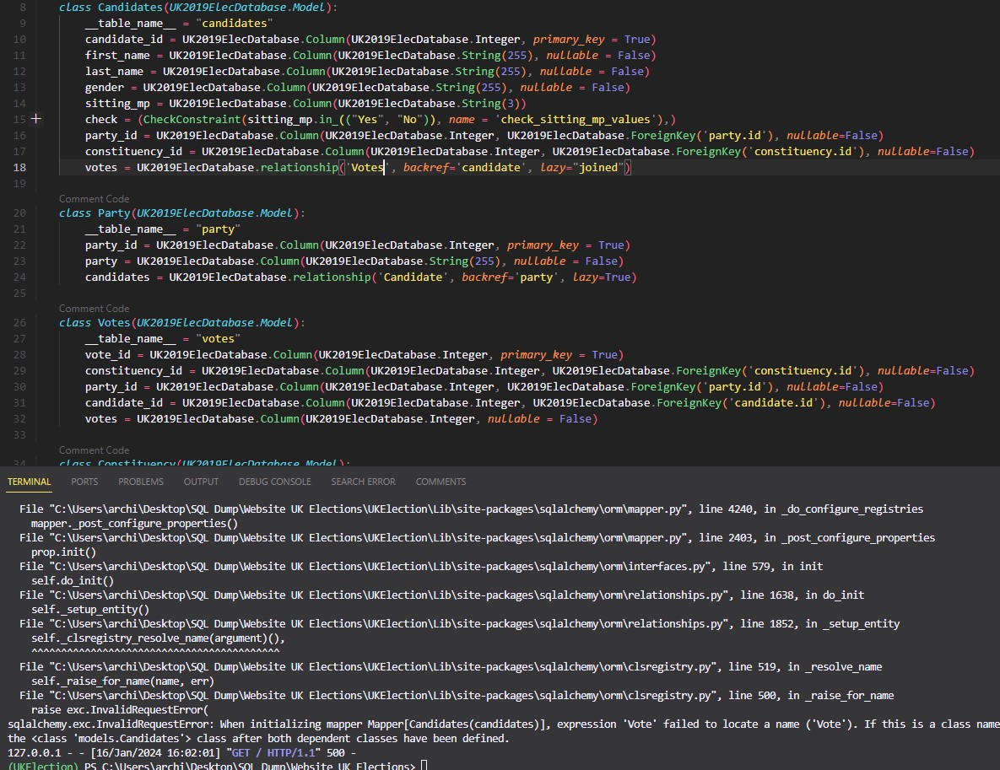 8 class Candidates(UK2019ElecDatabase.Model):
9 __table_name__ = "candidates"
10 candidate_id = UK2019ElecDatabase.Column(UK2019ElecDatabase.Integer, primary_key = True)
11 first_name = UK2019ElecDatabase.Column(UK2019ElecDatabase.String(255), nullable = False)
12 last_name = UK2019ElecDatabase.Column(UK2019ElecDatabase.String(255), nullable = False)
13 gender = UK2019ElecDatabase.Column(UK2019ElecDatabase.String(255), nullable = False)
14 sitting_mp = UK2019ElecDatabase.Column(UK2019ElecDatabase.String(3))
15 check = (CheckConstraint(sitting_mp.in_(("Yes", "No")), name = 'check_sitting_mp_values'),)
16 party_id = UK2019ElecDatabase.Column(UK2019ElecDatabase.Integer, UK2019ElecDatabase.ForeignKey('party.id'), nullable=False)
17 constituency_id = UK2019ElecDatabase.Column(UK2019ElecDatabase.Integer, UK2019ElecDatabase.ForeignKey('constituency.id'), nullable=False)
18 votes = UK2019ElecDatabase.relationship('Votes', backref='candidate', lazy="joined")
19
Comment Code
20 class Party(UK2019ElecDatabase.Model):
21 __table_name__ = "party"
22 party_id = UK2019ElecDatabase.Column(UK2019ElecDatabase.Integer, primary_key = True)
23 party = UK2019ElecDatabase.Column(UK2019ElecDatabase.String(255), nullable = False)
24 candidates = UK2019ElecDatabase.relationship('Candidate', backref='party', lazy=True)
25
Comment Code
26 class Votes(UK2019ElecDatabase.Model):
27 __table_name__ = "votes"
28 vote_id = UK2019ElecDatabase.Column(UK2019ElecDatabase.Integer, primary_key = True)
29 constituency_id = UK2019ElecDatabase.Column(UK2019ElecDatabase.Integer, UK2019ElecDatabase.ForeignKey('constituency.id'), nullable=False)
30 party_id = UK2019ElecDatabase.Column(UK2019ElecDatabase.Integer, UK2019ElecDatabase.ForeignKey('party.id'), nullable=False)
31 candidate_id = UK2019ElecDatabase.Column(UK2019ElecDatabase.Integer, UK2019ElecDatabase.ForeignKey('candidate.id'), nullable=False)
32 votes = UK2019ElecDatabase.Column(UK2019ElecDatabase.Integer, nullable = False)
33
Comment Code
34 class Constituency(UK2019ElecDatabase.Model):
TERMINAL PORTS PROBLEMS OUTPUT DEBUG CONSOLE SEARCH ERROR COMMENTS
File "C:\Users\archi\Desktop\SQL Dump\Website UK Elections\UKElection\Lib\site-packages\sqlalchemy\orm\mapper.py", line 4240, in _do_configure_registries
mapper._post_configure_properties()
File "C:\Users\archi\Desktop\SQL Dump\Website UK Elections\UKElection\Lib\site-packages\sqlalchemy\orm\mapper.py", line 2403, in _post_configure_properties
prop.init()
File "C:\Users\archi\Desktop\SQL Dump\Website UK Elections\UKElection\Lib\site-packages\sqlalchemy\orm\interfaces.py", line 579, in init
self.do_init()
File "C:\Users\archi\Desktop\SQL Dump\Website UK Elections\UKElection\Lib\site-packages\sqlalchemy\orm\relationships.py", line 1638, in do_init
self._setup_entity()
File "C:\Users\archi\Desktop\SQL Dump\Website UK Elections\UKElection\Lib\site-packages\sqlalchemy\orm\relationships.py", line 1852, in _setup_entity
self._clsregistry_resolve_name(argument)(),
^^^^^^^^^^^^^^^^^^^^^^^^^^^^^^^^^^^^^^^^^^
File "C:\Users\archi\Desktop\SQL Dump\Website UK Elections\UKElection\Lib\site-packages\sqlalchemy\orm\clsregistry.py", line 519, in _resolve_name
self._raise_for_name(name, err)
File "C:\Users\archi\Desktop\SQL Dump\Website UK Elections\UKElection\Lib\site-packages\sqlalchemy\orm\clsregistry.py", line 500, in _raise_for_name
raise exc.InvalidRequestError(
sqlalchemy.exc.InvalidRequestError: When initializing mapper Mapper[Candidates(candidates)], expression 'Vote' failed to locate a name ('Vote'). If this is a class name
the <class 'models.Candidates'> class after both dependent classes have been defined.
127.0.0.1 - - [16/Jan/2024 16:02:01] "GET / HTTP/1.1" 500 -
(UKElection) PS C:\Users\archi\Desktop\SQL Dump\Website UK Elections>